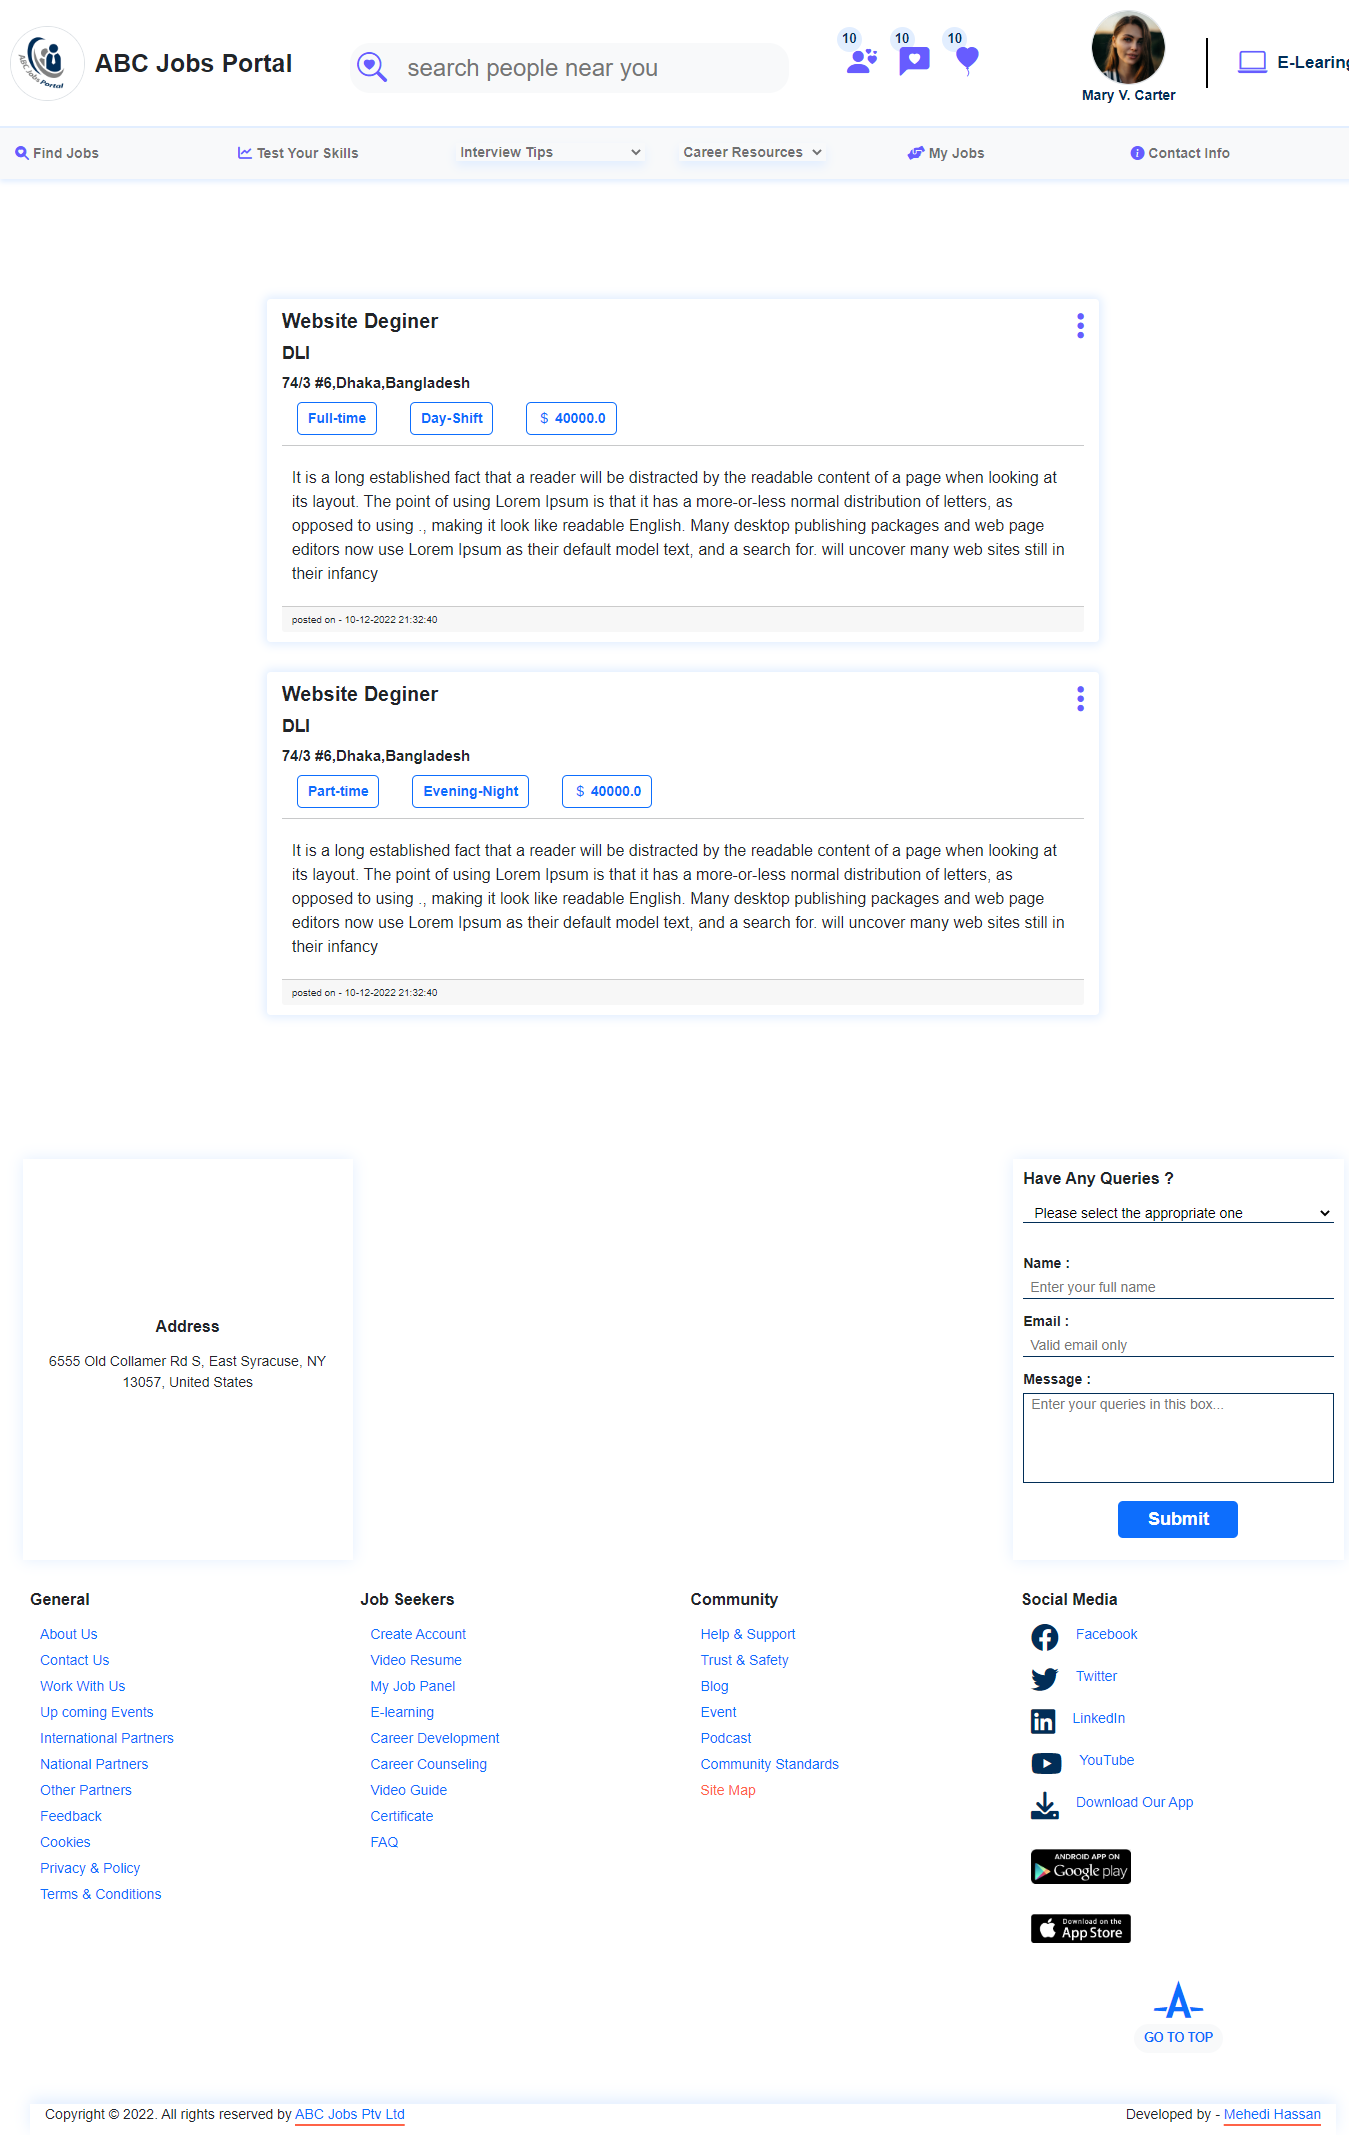 ABC Jobs Portal
ABC Jobs Portal
search people near you
10
10
10
Mary V. Carter
E-Learing
Find Jobs
Test Your Skills
Interview Tips
Career Resources
My Jobs
Contact Info
Website Deginer
DLI
74/3 #6,Dhaka,Bangladesh
Full-time
Day-Shift
$ 40000.0
It is a long established fact that a reader will be distracted by the readable content of a page when looking at
its layout. The point of using Lorem Ipsum is that it has a more-or-less normal distribution of letters, as
opposed to using ., making it look like readable English. Many desktop publishing packages and web page
editors now use Lorem Ipsum as their default model text, and a search for. will uncover many web sites still in
their infancy
posted on - 10-12-2022 21:32:40
Website Deginer
DLI
74/3 #6,Dhaka,Bangladesh
Part-time
Evening-Night
$ 40000.0
It is a long established fact that a reader will be distracted by the readable content of a page when looking at
its layout. The point of using Lorem Ipsum is that it has a more-or-less normal distribution of letters, as
opposed to using ., making it look like readable English. Many desktop publishing packages and web page
editors now use Lorem Ipsum as their default model text, and a search for. will uncover many web sites still in
their infancy
posted on - 10-12-2022 21:32:40
Address
6555 Old Collamer Rd S, East Syracuse, NY
13057, United States
Have Any Queries ?
Please select the appropriate one
Name :
Enter your full name
Email :
Valid email only
Message :
Enter your queries in this box...
Submit
General
About Us
Contact Us
Work With Us
Up coming Events
International Partners
National Partners
Other Partners
Feedback
Cookies
Privacy & Policy
Terms & Conditions
Job Seekers
Create Account
Video Resume
My Job Panel
E-learning
Career Development
Career Counseling
Video Guide
Certificate
FAQ
Community
Help & Support
Trust & Safety
Blog
Event
Podcast
Community Standards
Site Map
Social Media
Facebook
Twitter
LinkedIn
YouTube
Download Our App
ANDROID APP ON
Google play
Download on the
App Store
GO TO TOP
Copyright © 2022. All rights reserved by ABC Jobs Ptv Ltd
Developed by - Mehedi Hassan